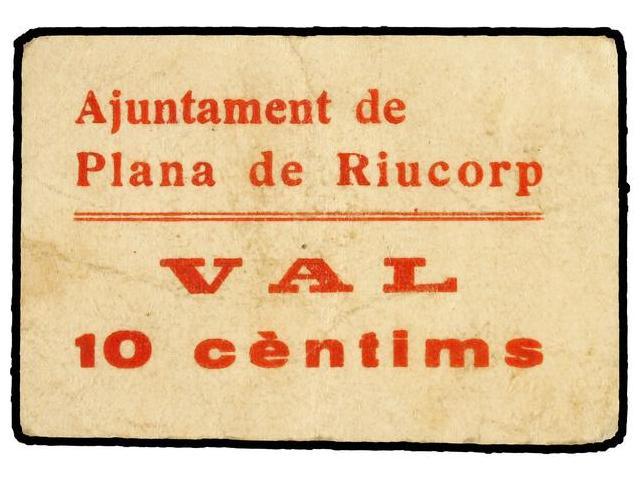 Ajuntament de
Plana de Riucorp
VAL
10 cèntims